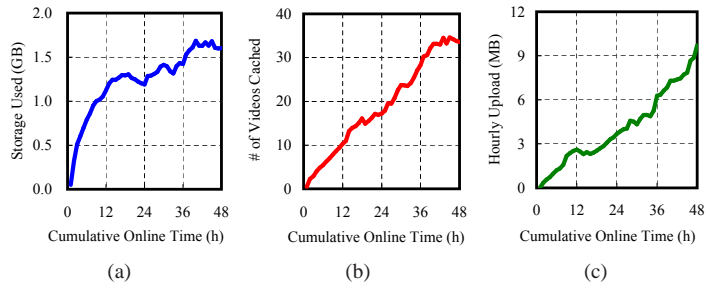 2.0
1.5
1.0
0.5
0.0
Storage Used (GB)
0 12 24 36 48
Cumulative Online Time (h)
(a)
40
30
20
10
0
# of Videos Cached
0 12 24 36 48
Cumulative Online Time (h)
(b)
12
9
6
3
0
Hourly Upload (MB)
0 12 24 36 48
Cumulative Online Time (h)
(c)